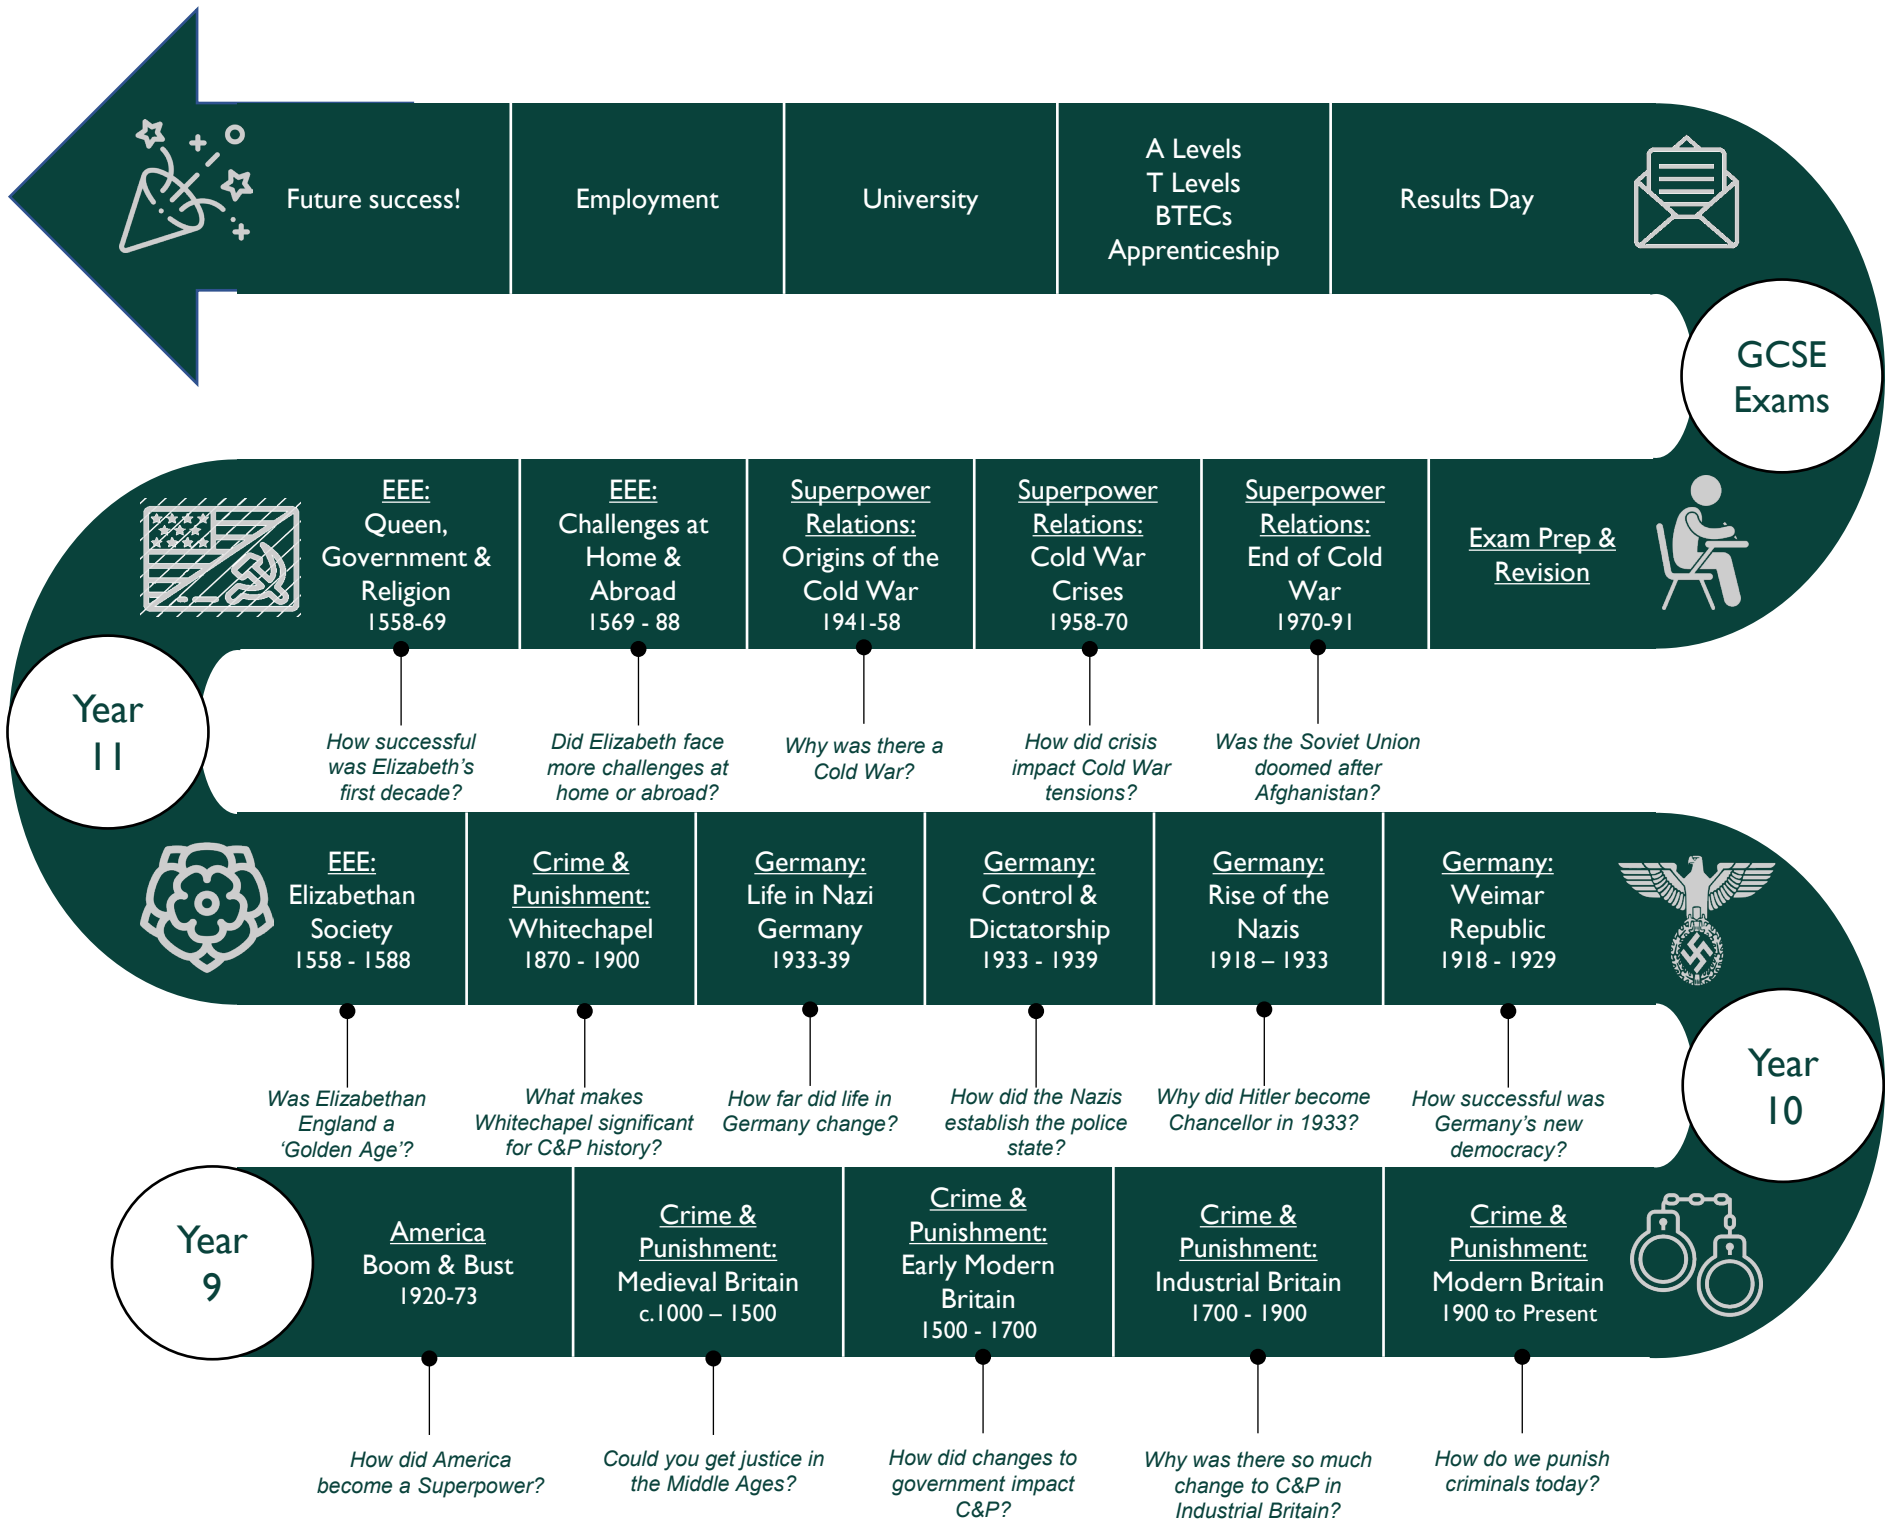 Future success!
Employment
University
A Levels
T Levels
BTECs
Apprenticeship
Results Day
GCSE
Exams
EEE:
Queen,
Government &
Religion
1558-69
EEE:
Challenges at
Home &
Abroad
1569 - 88
Superpower
Relations:
Origins of the
Cold War
1941-58
Superpower
Relations:
Cold War
Crises
1958-70
Superpower
Relations:
End of Cold
War
1970-91
Exam Prep &
Revision
Year
11
How successful
was Elizabeth's
first decade?
Did Elizabeth face
more challenges at
home or abroad?
Why was there a
Cold War?
How did crisis
impact Cold War
tensions?
Was the Soviet Union
doomed after
Afghanistan?
EEE:
Elizabethan
Society
1558 - 1588
Crime &
Punishment:
Whitechapel
1870 - 1900
Germany:
Life in Nazi
Germany
1933-39
Germany:
Control &
Dictatorship
1933 - 1939
Germany:
Rise of the
Nazis
1918 – 1933
Germany:
Weimar
Republic
1918 - 1929
Year
10
Was Elizabethan
England a
‘Golden Age’?
What makes
Whitechapel significant
for C&P history?
How far did life in
Germany change?
How did the Nazis
establish the police
state?
Why did Hitler become
Chancellor in 1933?
How successful was
Germany’s new
democracy?
Year
9
America
Boom & Bust
1920-73
Crime &
Punishment:
Medieval Britain
c.1000 – 1500
Crime &
Punishment:
Early Modern
Britain
1500 - 1700
Crime &
Punishment:
Industrial Britain
1700 - 1900
Crime &
Punishment:
Modern Britain
1900 to Present
How did America
become a Superpower?
Could you get justice in
the Middle Ages?
How did changes to
government impact
C&P?
Why was there so much
change to C&P in
Industrial Britain?
How do we punish
criminals today?